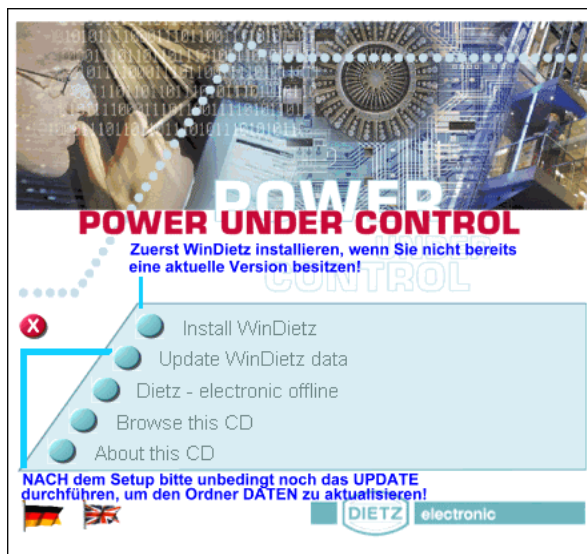 POWER
POWER UNDER CONTROL
UNDER
CONTROL
Zuerst WinDietz installieren, wenn Sie nicht bereits
eine aktuelle Version besitzen!
X
Install WinDietz
Update WinDietz data
Dietz - electronic offline
Browse this CD
About this CD
NACH dem Setup bitte unbedingt noch das UPDATE
durchführen, um den Ordner DATEN zu aktualisieren!
DIETZ electronic